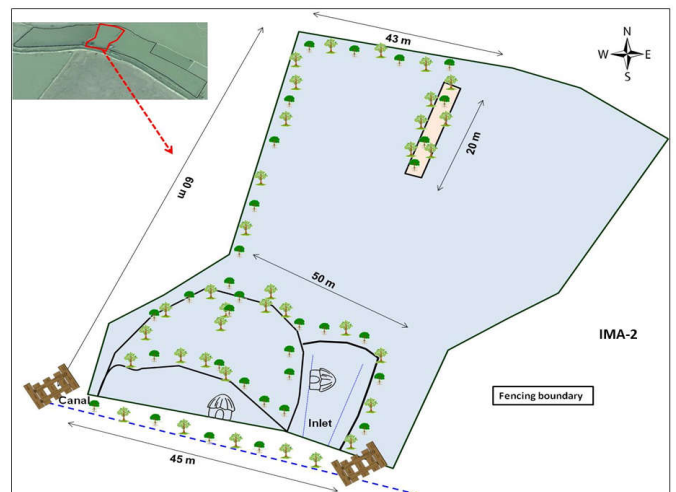 43 m
N
W E
S
20 m
60 m
50 m
IMA-2
Fencing boundary
Canal
Inlet
45 m